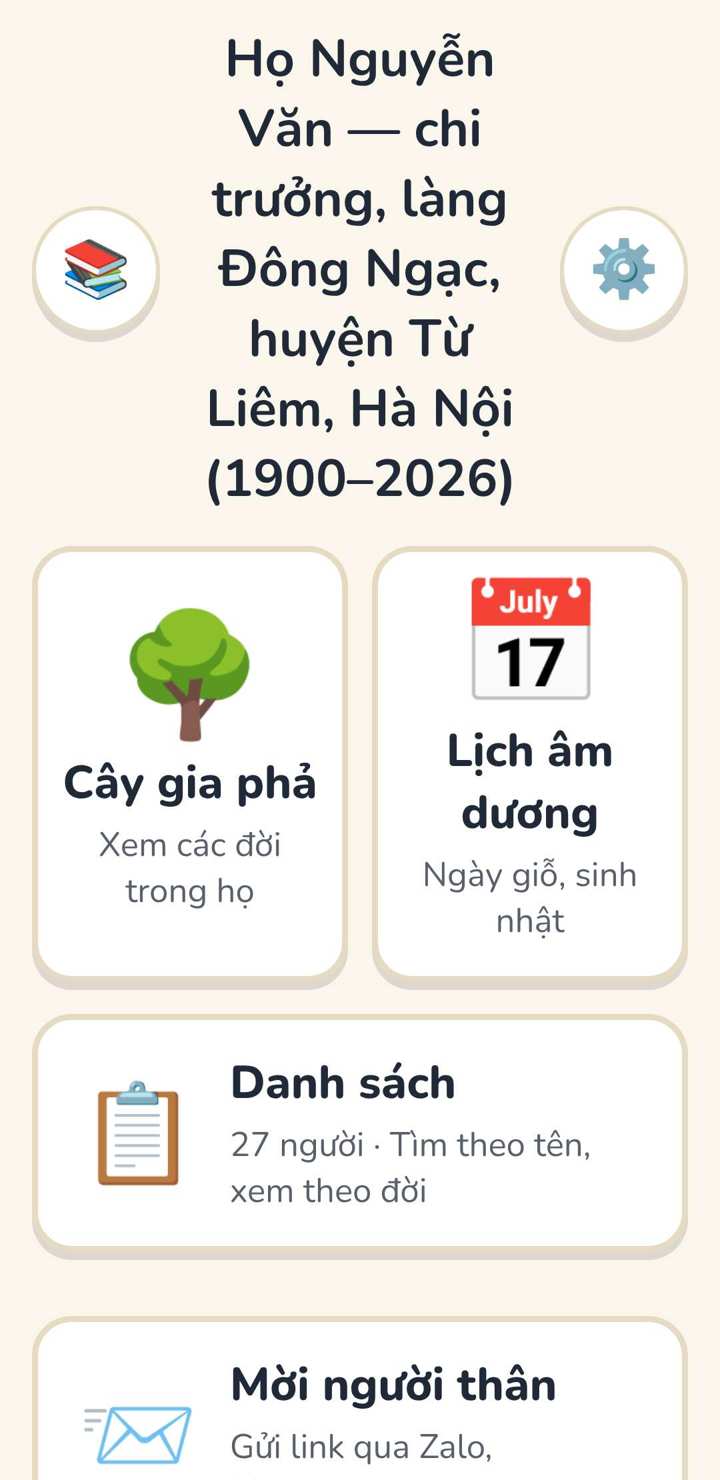 Họ Nguyễn
Văn — chi
trưởng, làng
Đông Ngạc,
huyện Từ
Liêm, Hà Nội
(1900–2026)
July
17
Cây gia phả
Xem các đời
trong họ
Lịch âm
dương
Ngày giỗ, sinh
nhật
Danh sách
27 người · Tìm theo tên,
xem theo đời
Mời người thân
Gửi link qua Zalo,